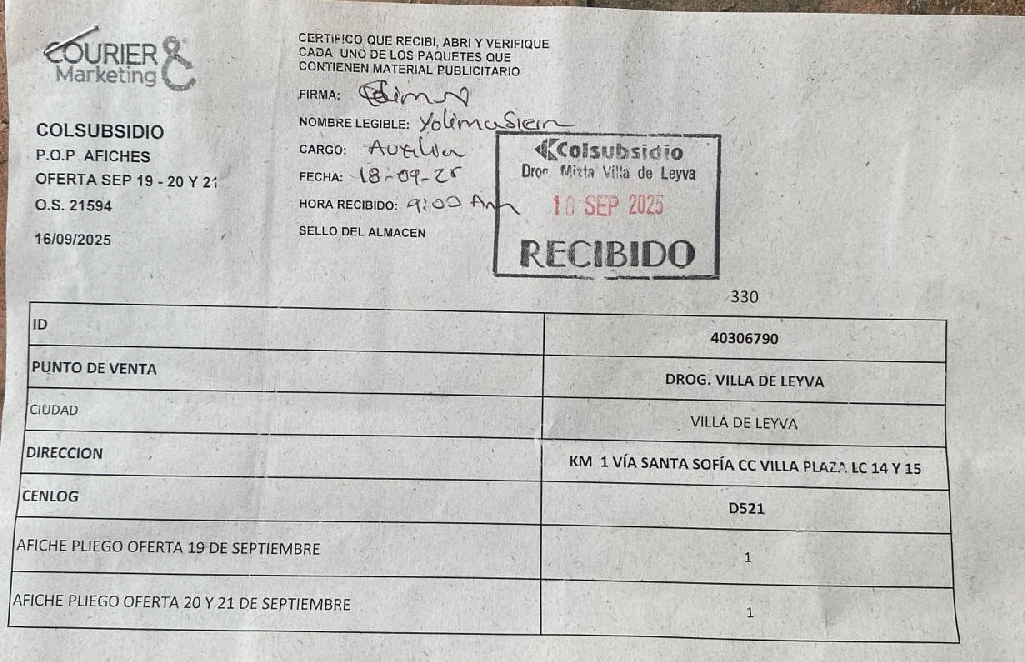 COURIER &
Marketing
COLSUBSIDIO
P.O.P. AFICHES
OFERTA SEP 19 - 20 Y 21
O.S. 21594
16/09/2025
CERTIFICO QUE RECIBI, ABRI Y VERIFIQUE
CADA UNO DE LOS PAQUETES QUE
CONTIENEN MATERIAL PUBLICITARIO
FIRMA:
NOMBRE LEGIBLE: Yolima
CARGO: Auxiliar
FECHA: 18-09-25
HORA RECIBIDO: 9:00 Am
SELLO DEL ALMACEN
Colsubsidio
Drog. Mixta Villa de Leyva
18 SEP 2025
RECIBIDO
330
ID 40306790
PUNTO DE VENTA DROG. VILLA DE LEYVA
CIUDAD VILLA DE LEYVA
DIRECCION KM 1 VÍA SANTA SOFÍA CC VILLA PLAZA LC 14 Y 15
CENLOG D521
AFICHE PLIEGO OFERTA 19 DE SEPTIEMBRE 1
AFICHE PLIEGO OFERTA 20 Y 21 DE SEPTIEMBRE 1